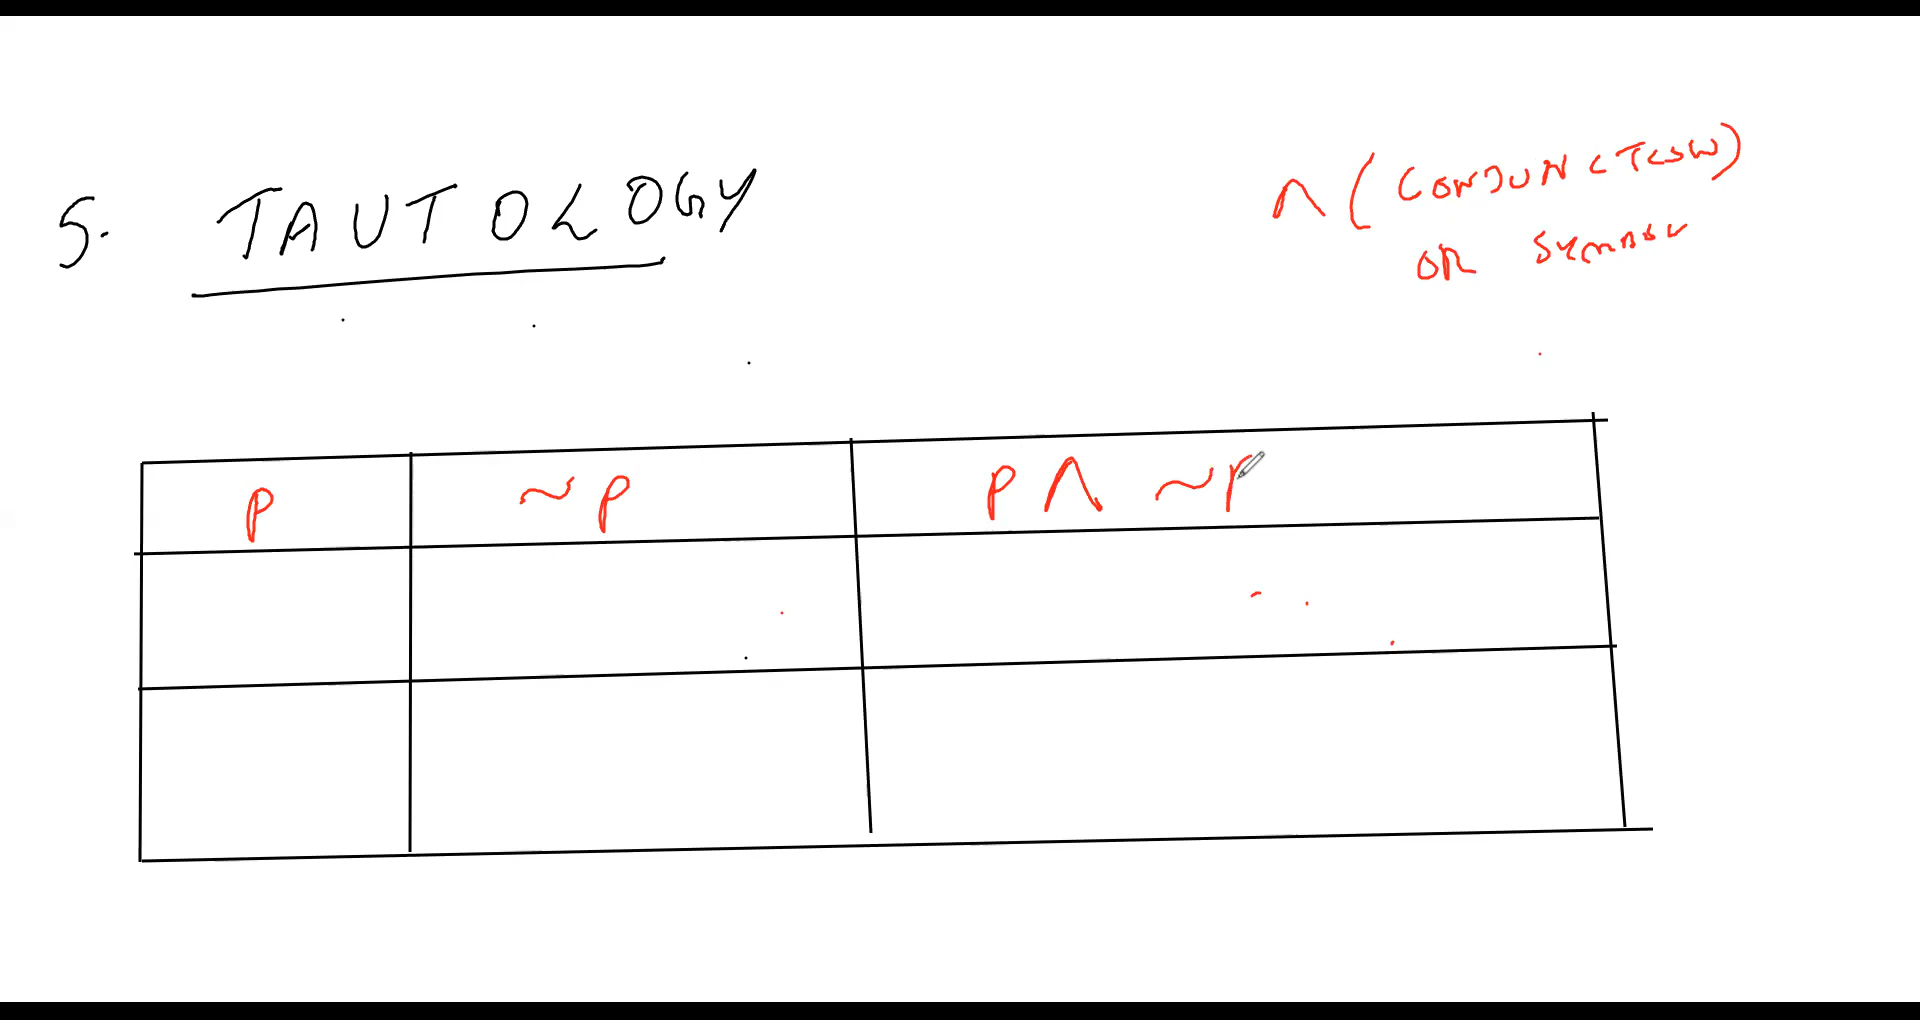 5. TAUTOLOGY
∧ (CONJUNCTION)
OR SYMBOL
P
~P
P ∧ ~P